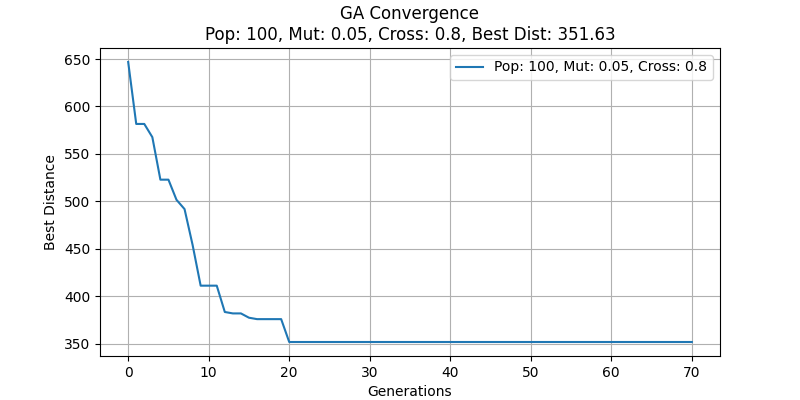 GA Convergence
Pop: 100, Mut: 0.05, Cross: 0.8, Best Dist: 351.63
Pop: 100, Mut: 0.05, Cross: 0.8
650
600
550
500
450
400
350
Best Distance
0 10 20 30 40 50 60 70
Generations